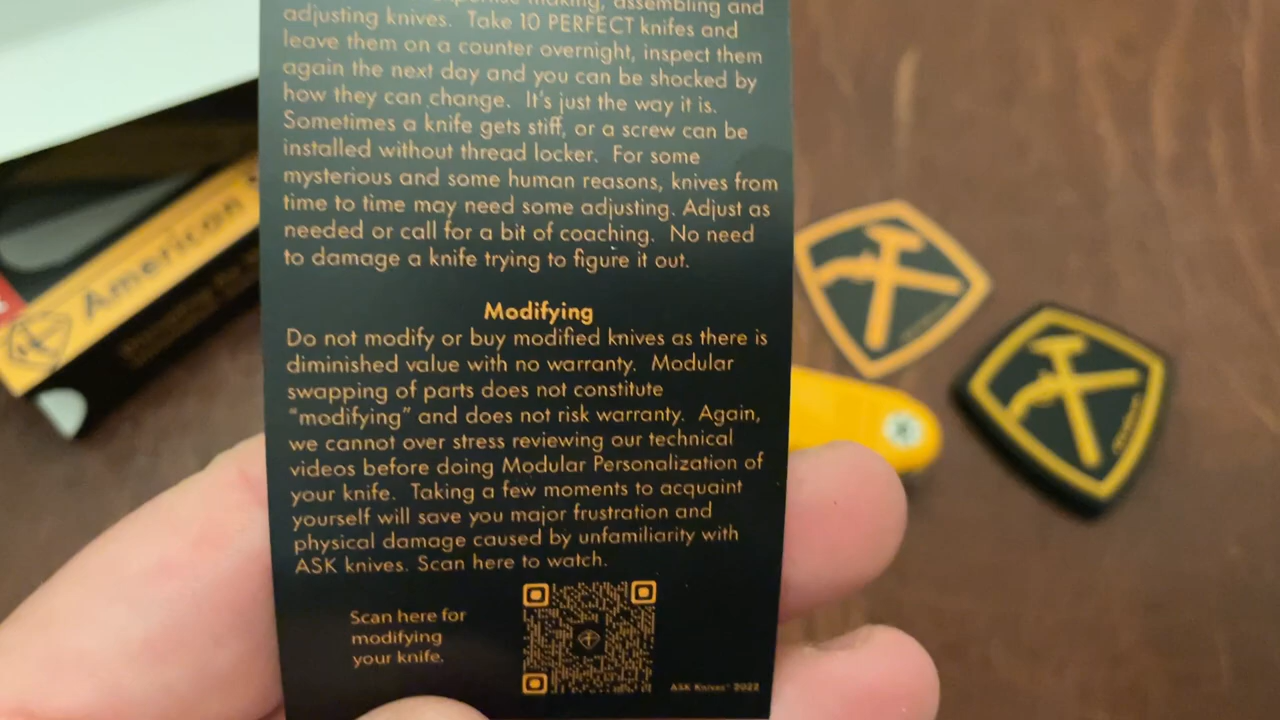 making, assembling and
adjusting knives. Take 10 PERFECT knifes and
leave them on a counter overnight, inspect them
again the next day and you can be shocked by
how they can change. It's just the way it is.
Sometimes a knife gets stiff, or a screw can be
installed without thread locker. For some
mysterious and some human reasons, knives from
time to time may need some adjusting. Adjust as
needed or call for a bit of coaching. No need
to damage a knife trying to figure it out.
Modifying
Do not modify or buy modified knives as there is
diminished value with no warranty. Modular
swapping of parts does not constitute
"modifying" and does not risk warranty. Again,
we cannot over stress reviewing our technical
videos before doing Modular Personalization of
your knife. Taking a few moments to acquaint
yourself will save you major frustration and
physical damage caused by unfamiliarity with
ASK knives. Scan here to watch.
Scan here for
modifying
your knife.
ASK Knives® 2022
American